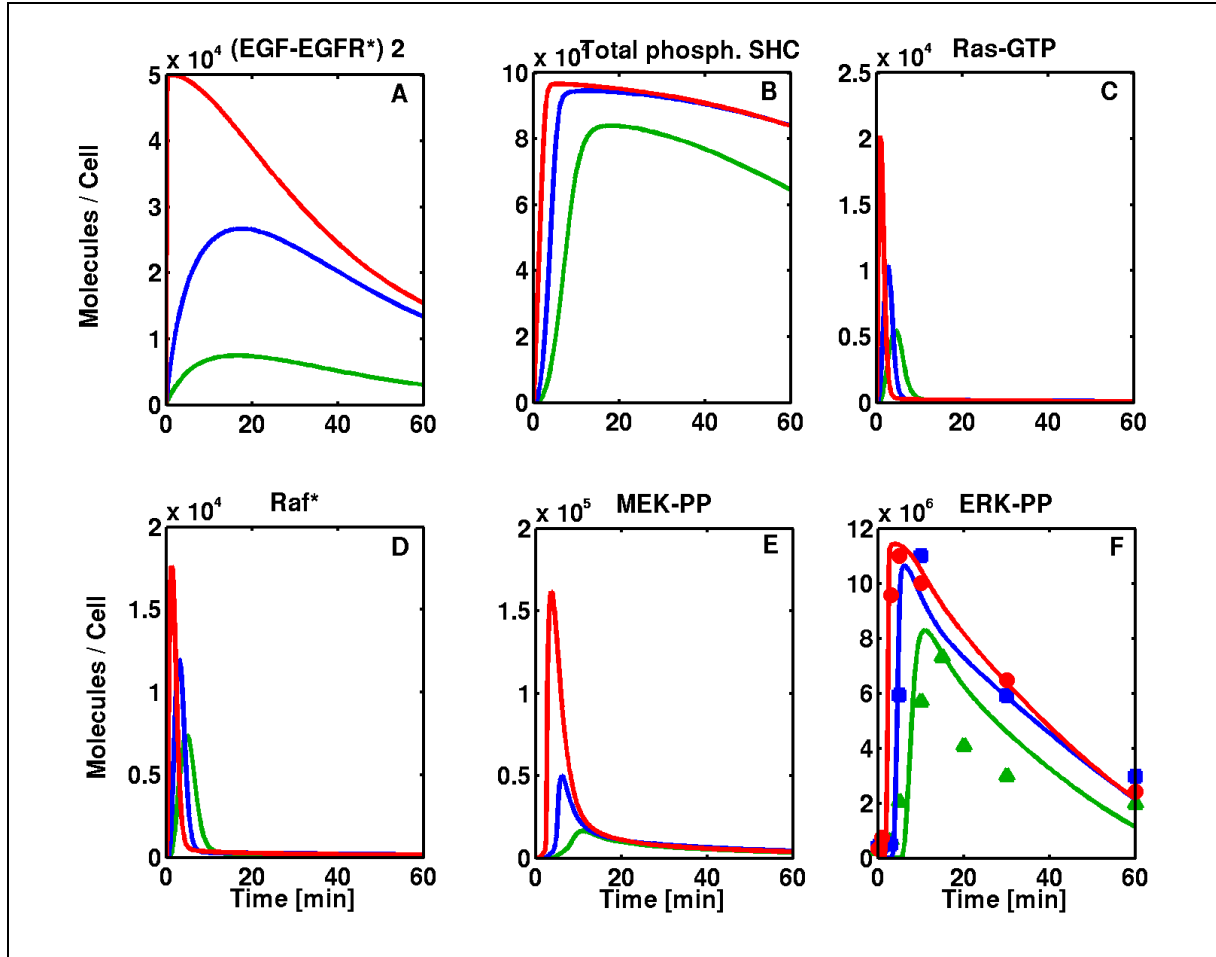 (EGF-EGFR*) 2
x 10⁴
5
4
3
2
1
0
0 20 40 60
A
Molecules / Cell
Total phosph. SHC
x 10⁴
10
8
6
4
2
0
0 20 40 60
B
Ras-GTP
x 10⁴
2.5
2
1.5
1
0.5
0
0 20 40 60
C
Raf*
x 10⁴
2
1.5
1
0.5
0
0 20 40 60
D
Molecules / Cell
Time [min]
MEK-PP
x 10⁵
2
1.5
1
0.5
0
0 20 40 60
E
Time [min]
ERK-PP
x 10⁶
12
10
8
6
4
2
0
0 20 40 60
F
Time [min]